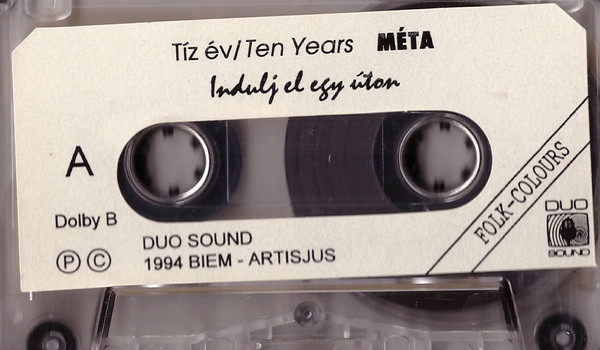 Tíz év/Ten Years MÉTA
Indulj el egy úton
A
Dolby B
Ⓟ Ⓒ
DUO SOUND
1994 BIEM - ARTISJUS
FOLK-COLOURS
DUO
SOUND